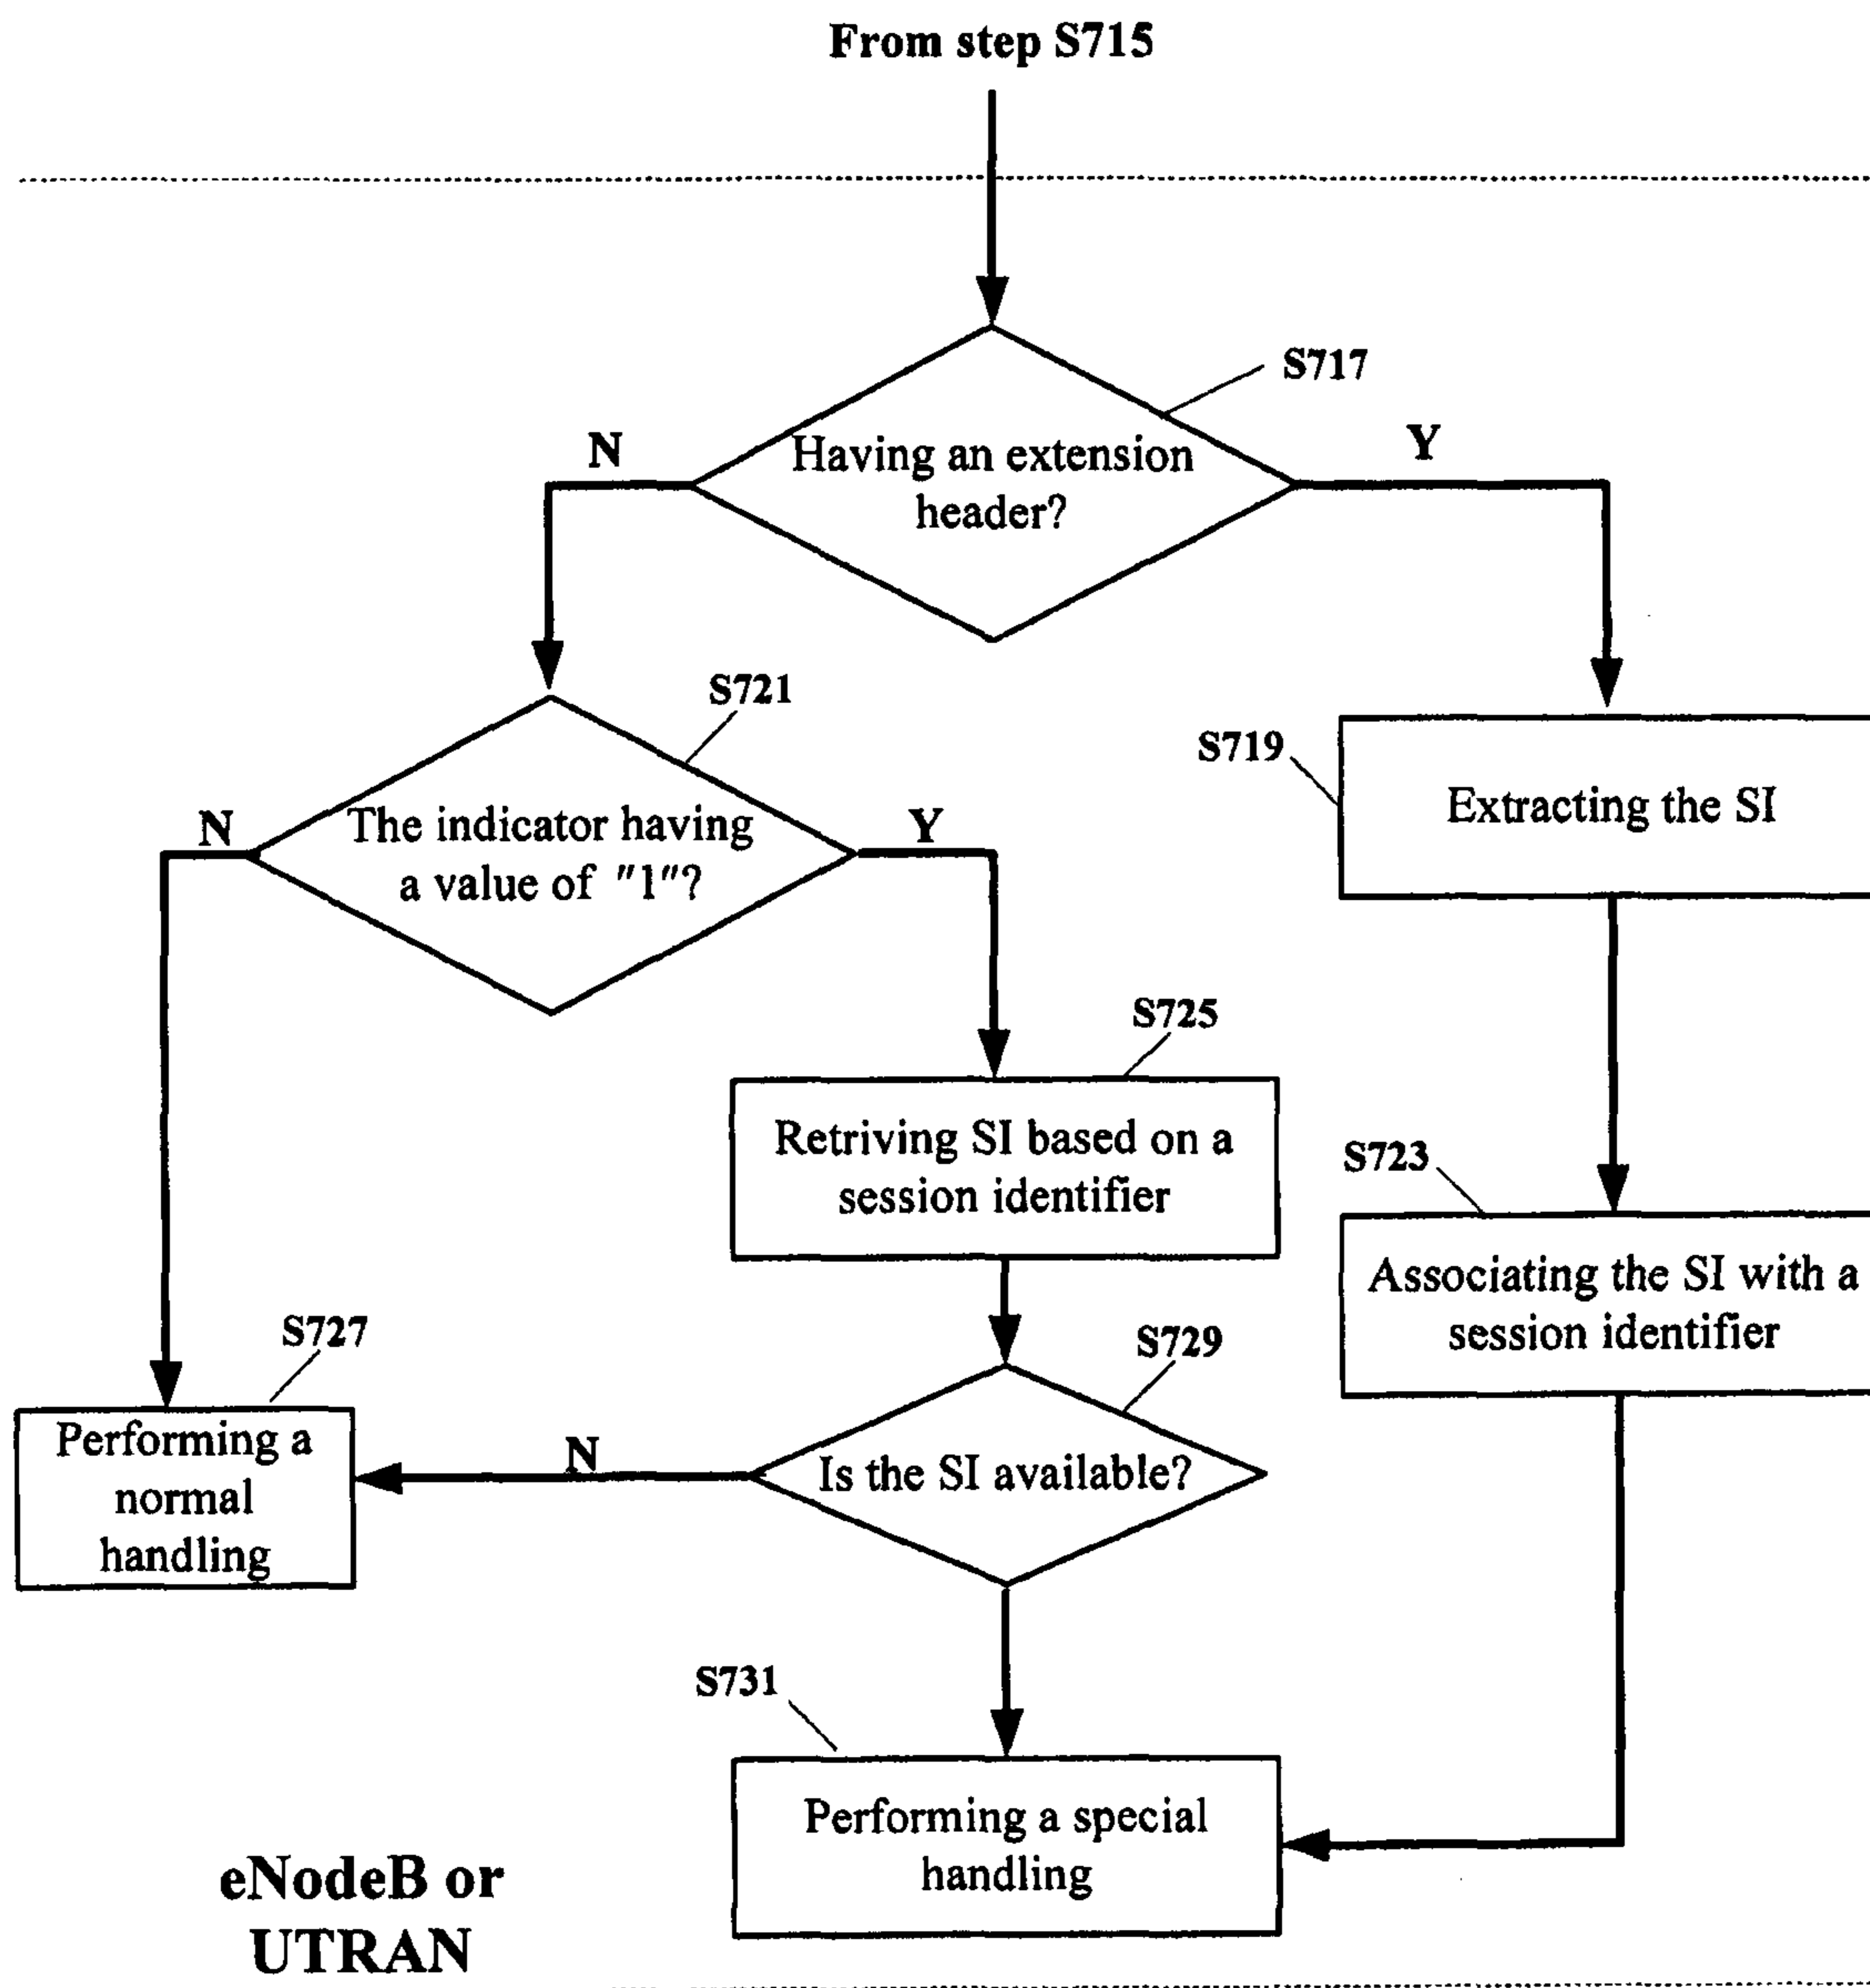 From step S715
S717
N
Y
Having an extension
header?
S721
S719
N
The indicator having
a value of "1"?
Y
Extracting the SI
S725
Retriving SI based on a
session identifier
S723
Associating the SI with a
session identifier
S727
S729
Performing a
normal
handling
N
Is the SI available?
S731
Performing a special
handling
eNodeB or
UTRAN